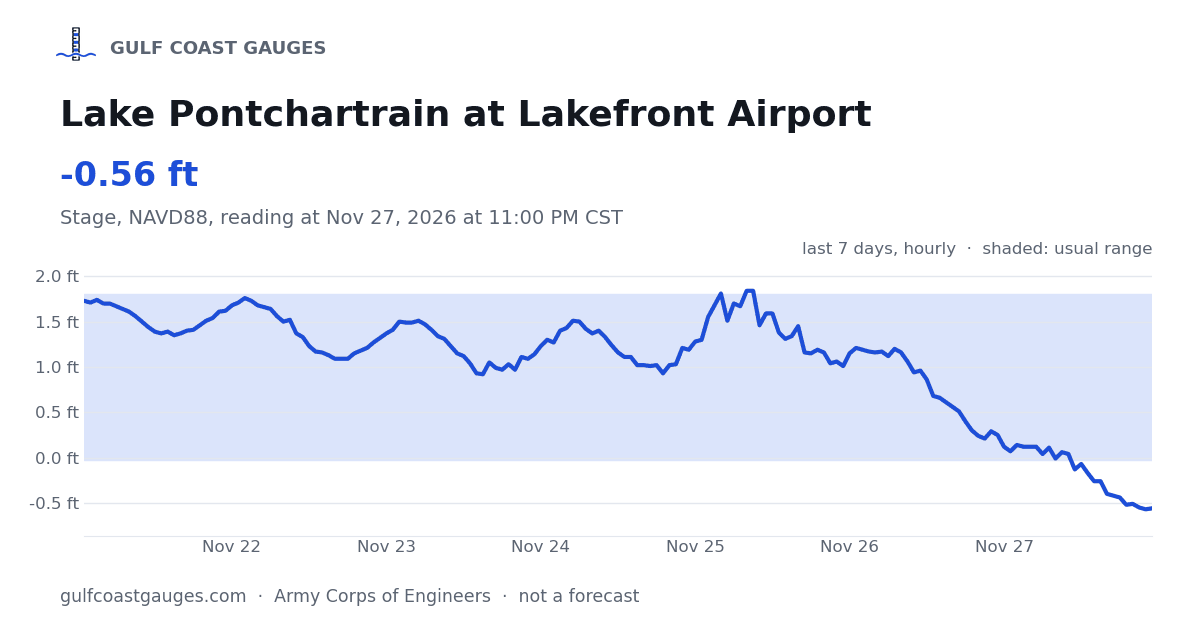 GULF COAST GAUGES
Lake Pontchartrain at Lakefront Airport
-0.56 ft
Stage, NAVD88, reading at Nov 27, 2026 at 11:00 PM CST
last 7 days, hourly · shaded: usual range
2.0 ft
1.5 ft
1.0 ft
0.5 ft
0.0 ft
-0.5 ft
Nov 22 Nov 23 Nov 24 Nov 25 Nov 26 Nov 27
gulfcoastgauges.com · Army Corps of Engineers · not a forecast